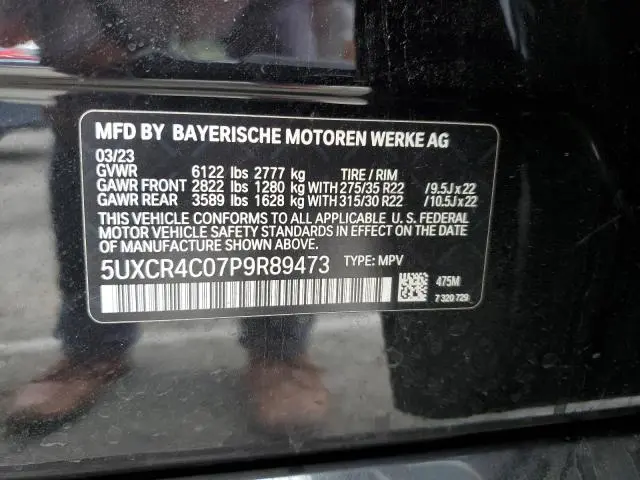 MFD BY BAYERISCHE MOTOREN WERKE AG
03/23
GVWR 6122 lbs 2777 kg TIRE / RIM
GAWR FRONT 2822 lbs 1280 kg WITH 275/35 R22 /9.5J x 22
GAWR REAR 3589 lbs 1628 kg WITH 315/30 R22 /10.5J x 22
THIS VEHICLE CONFORMS TO ALL APPLICABLE U. S. FEDERAL
MOTOR VEHICLE SAFETY STANDARDS IN EFFECT ON THE
DATE OF MANUFACTURE SHOWN ABOVE.
5UXCR4C07P9R89473 TYPE: MPV
475M
7 320 729